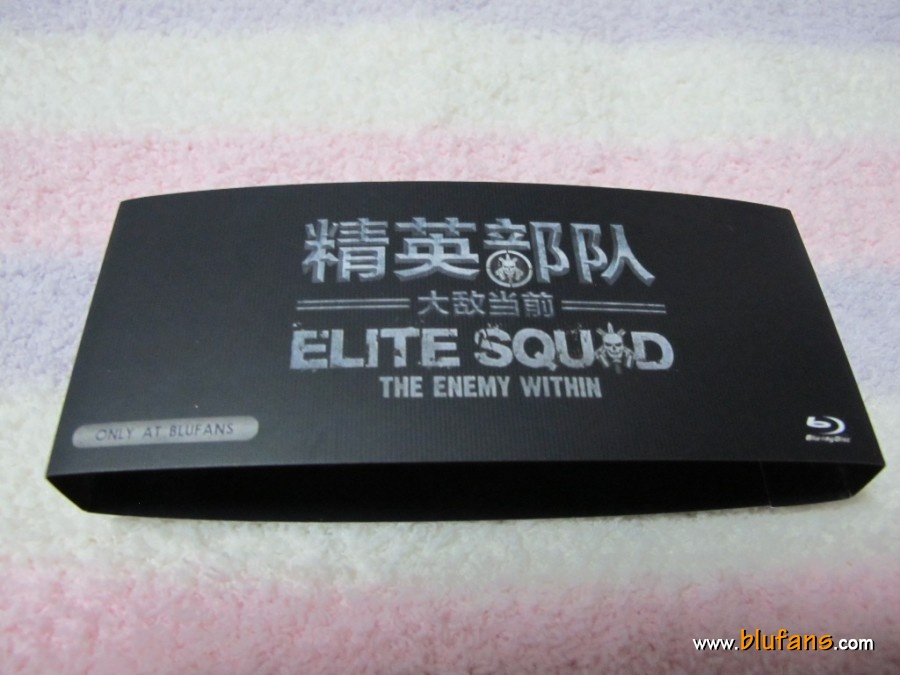 精英部队
大敌当前
ELITE SQUAD
THE ENEMY WITHIN
ONLY AT BLUFANS
Blu-ray Disc
www.blufans.com